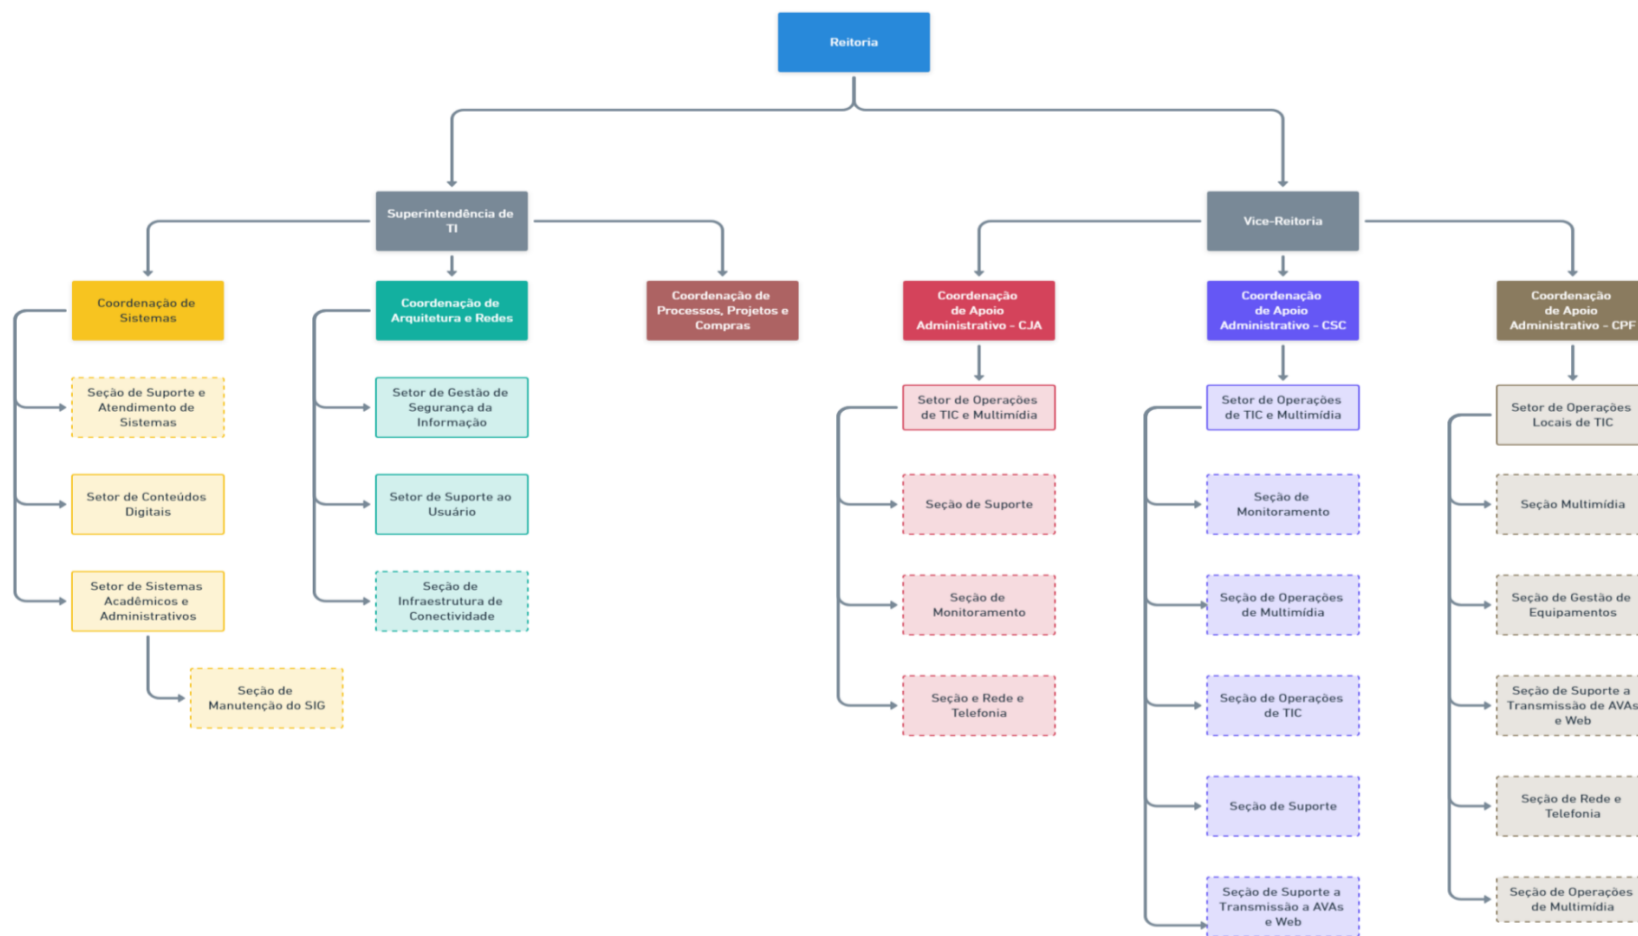 Reitoria
Superintendência de
TI
Vice-Reitoria
Coordenação de
Sistemas
Coordenação de
Arquitetura e Redes
Coordenação de
Processos, Projetos e
Compras
Coordenação
de Apoio
Administrativo - CJA
Coordenação
de Apoio
Administrativo - CSC
Coordenação
de Apoio
Administrativo - CPF
Seção de Suporte e
Atendimento de
Sistemas
Setor de Gestão de
Segurança da
Informação
Setor de Operações
de TIC e Multimídia
Setor de Operações
de TIC e Multimídia
Setor de Operações
Locais de TIC
Setor de Conteúdos
Digitais
Setor de Suporte ao
Usuário
Seção de Suporte
Seção de
Monitoramento
Seção Multimídia
Setor de Sistemas
Acadêmicos e
Administrativos
Seção de
Infraestrutura de
Conectividade
Seção de
Monitoramento
Seção de Operações
de Multimídia
Seção de Gestão de
Equipamentos
Seção de
Manutenção do SIG
Seção e Rede e
Telefonia
Seção de Operações
de TIC
Seção de Suporte a
Transmissão de AVAs
e Web
Seção de Suporte
Seção de Rede e
Telefonia
Seção de Suporte a
Transmissão a AVAs
e Web
Seção de Operações
de Multimídia